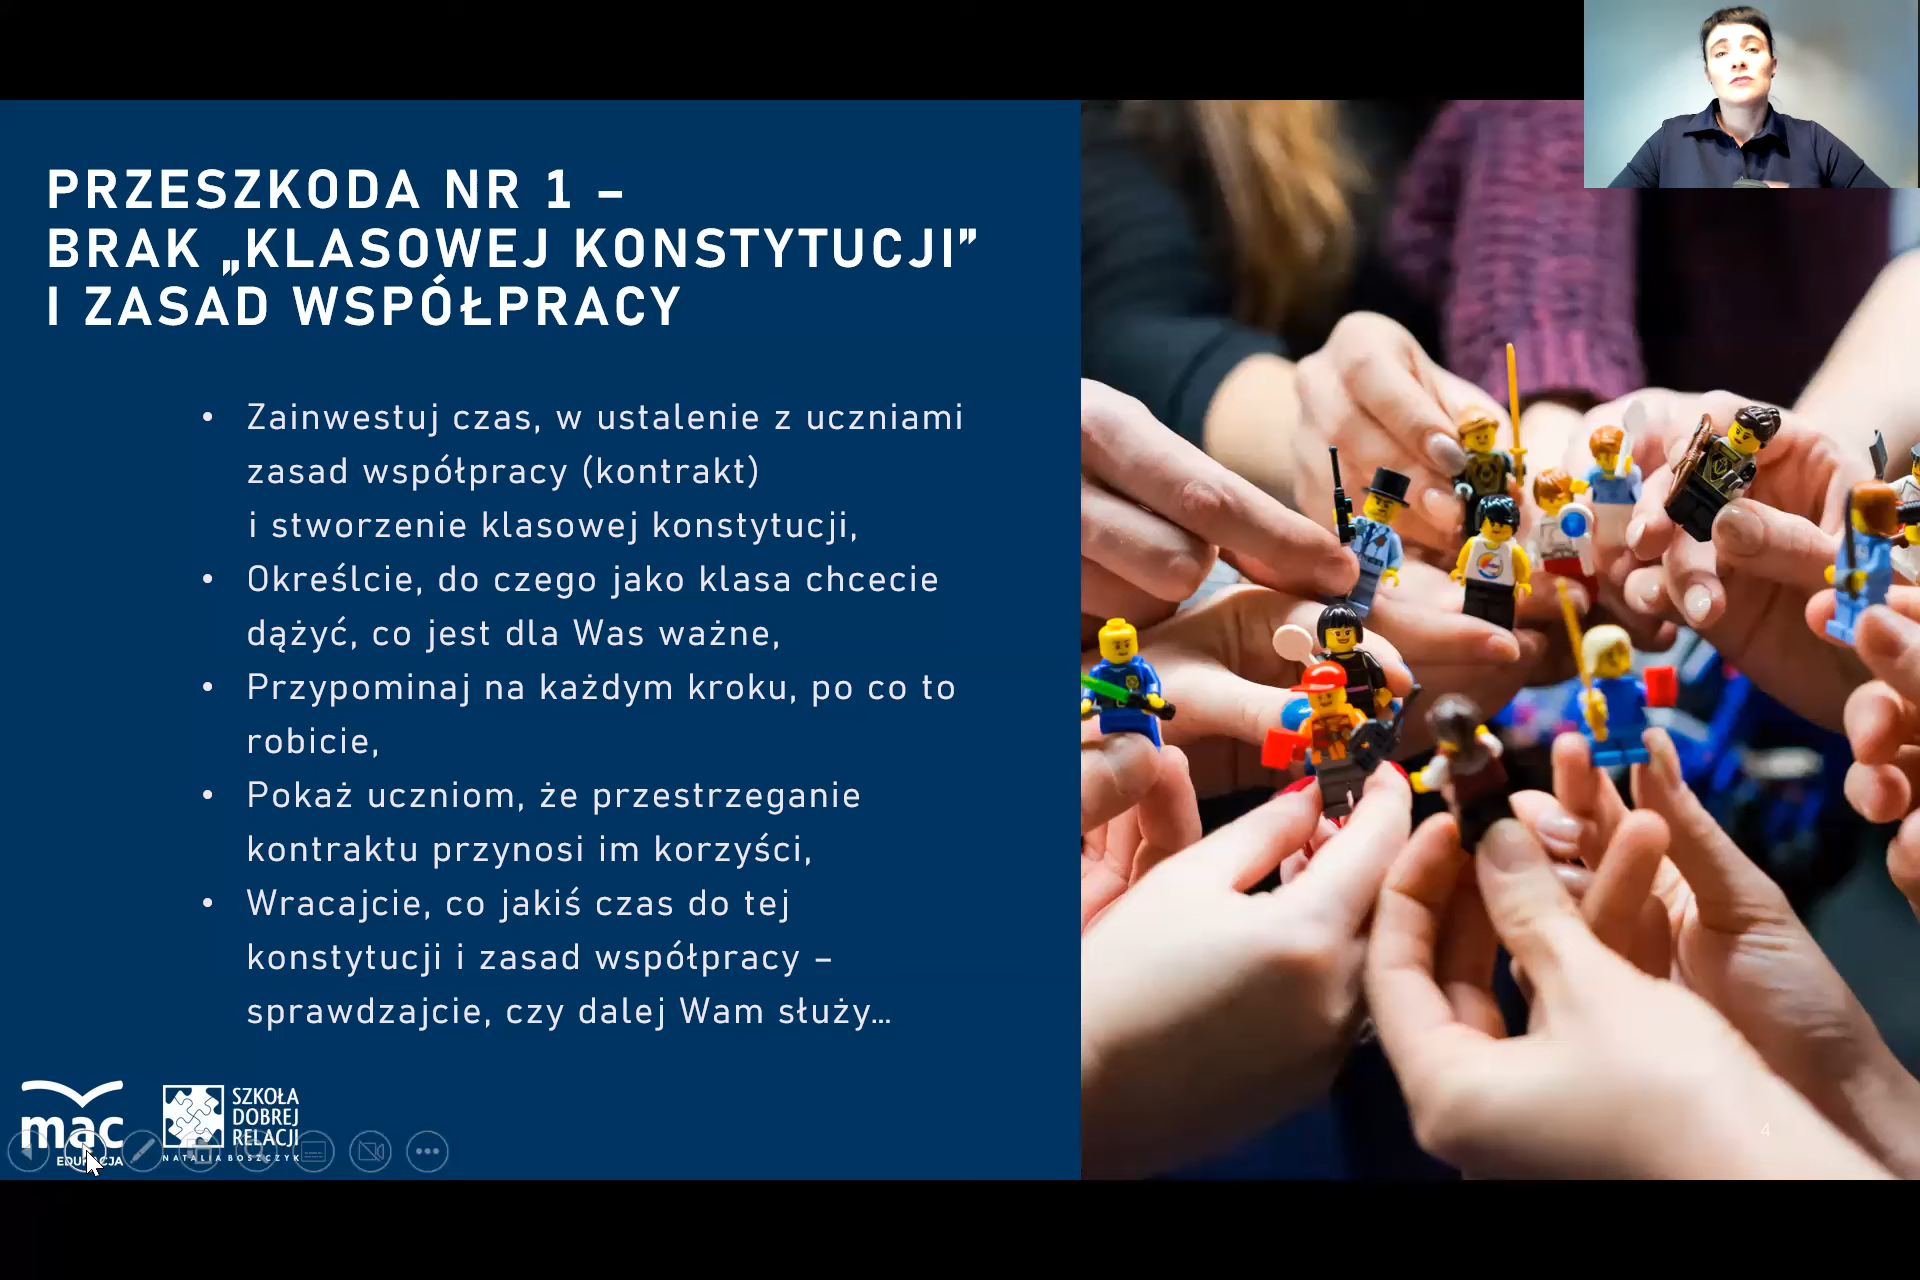 PRZESZKODA NR 1 –
BRAK „KLASOWEJ KONSTYTUCJI”
I ZASAD WSPÓŁPRACY
• Zainwestuj czas, w ustalenie z uczniami
zasad współpracy (kontrakt)
i stworzenie klasowej konstytucji,
• Określcie, do czego jako klasa chcecie
dążyć, co jest dla Was ważne,
• Przypominaj na każdym kroku, po co to
robicie,
• Pokaż uczniom, że przestrzeganie
kontraktu przynosi im korzyści,
• Wracajcie, co jakiś czas do tej
konstytucji i zasad współpracy –
sprawdzajcie, czy dalej Wam służy…
mac
SZKOŁA
DOBREJ
RELACJI
NATALIA BOSZCZYK
4